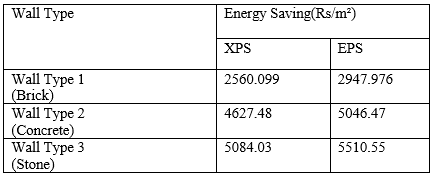 Wall Type Energy Saving(Rs/m²)
XPS EPS
Wall Type 1 2560.099 2947.976
(Brick)
Wall Type 2 4627.48 5046.47
(Concrete)
Wall Type 3 5084.03 5510.55
(Stone)